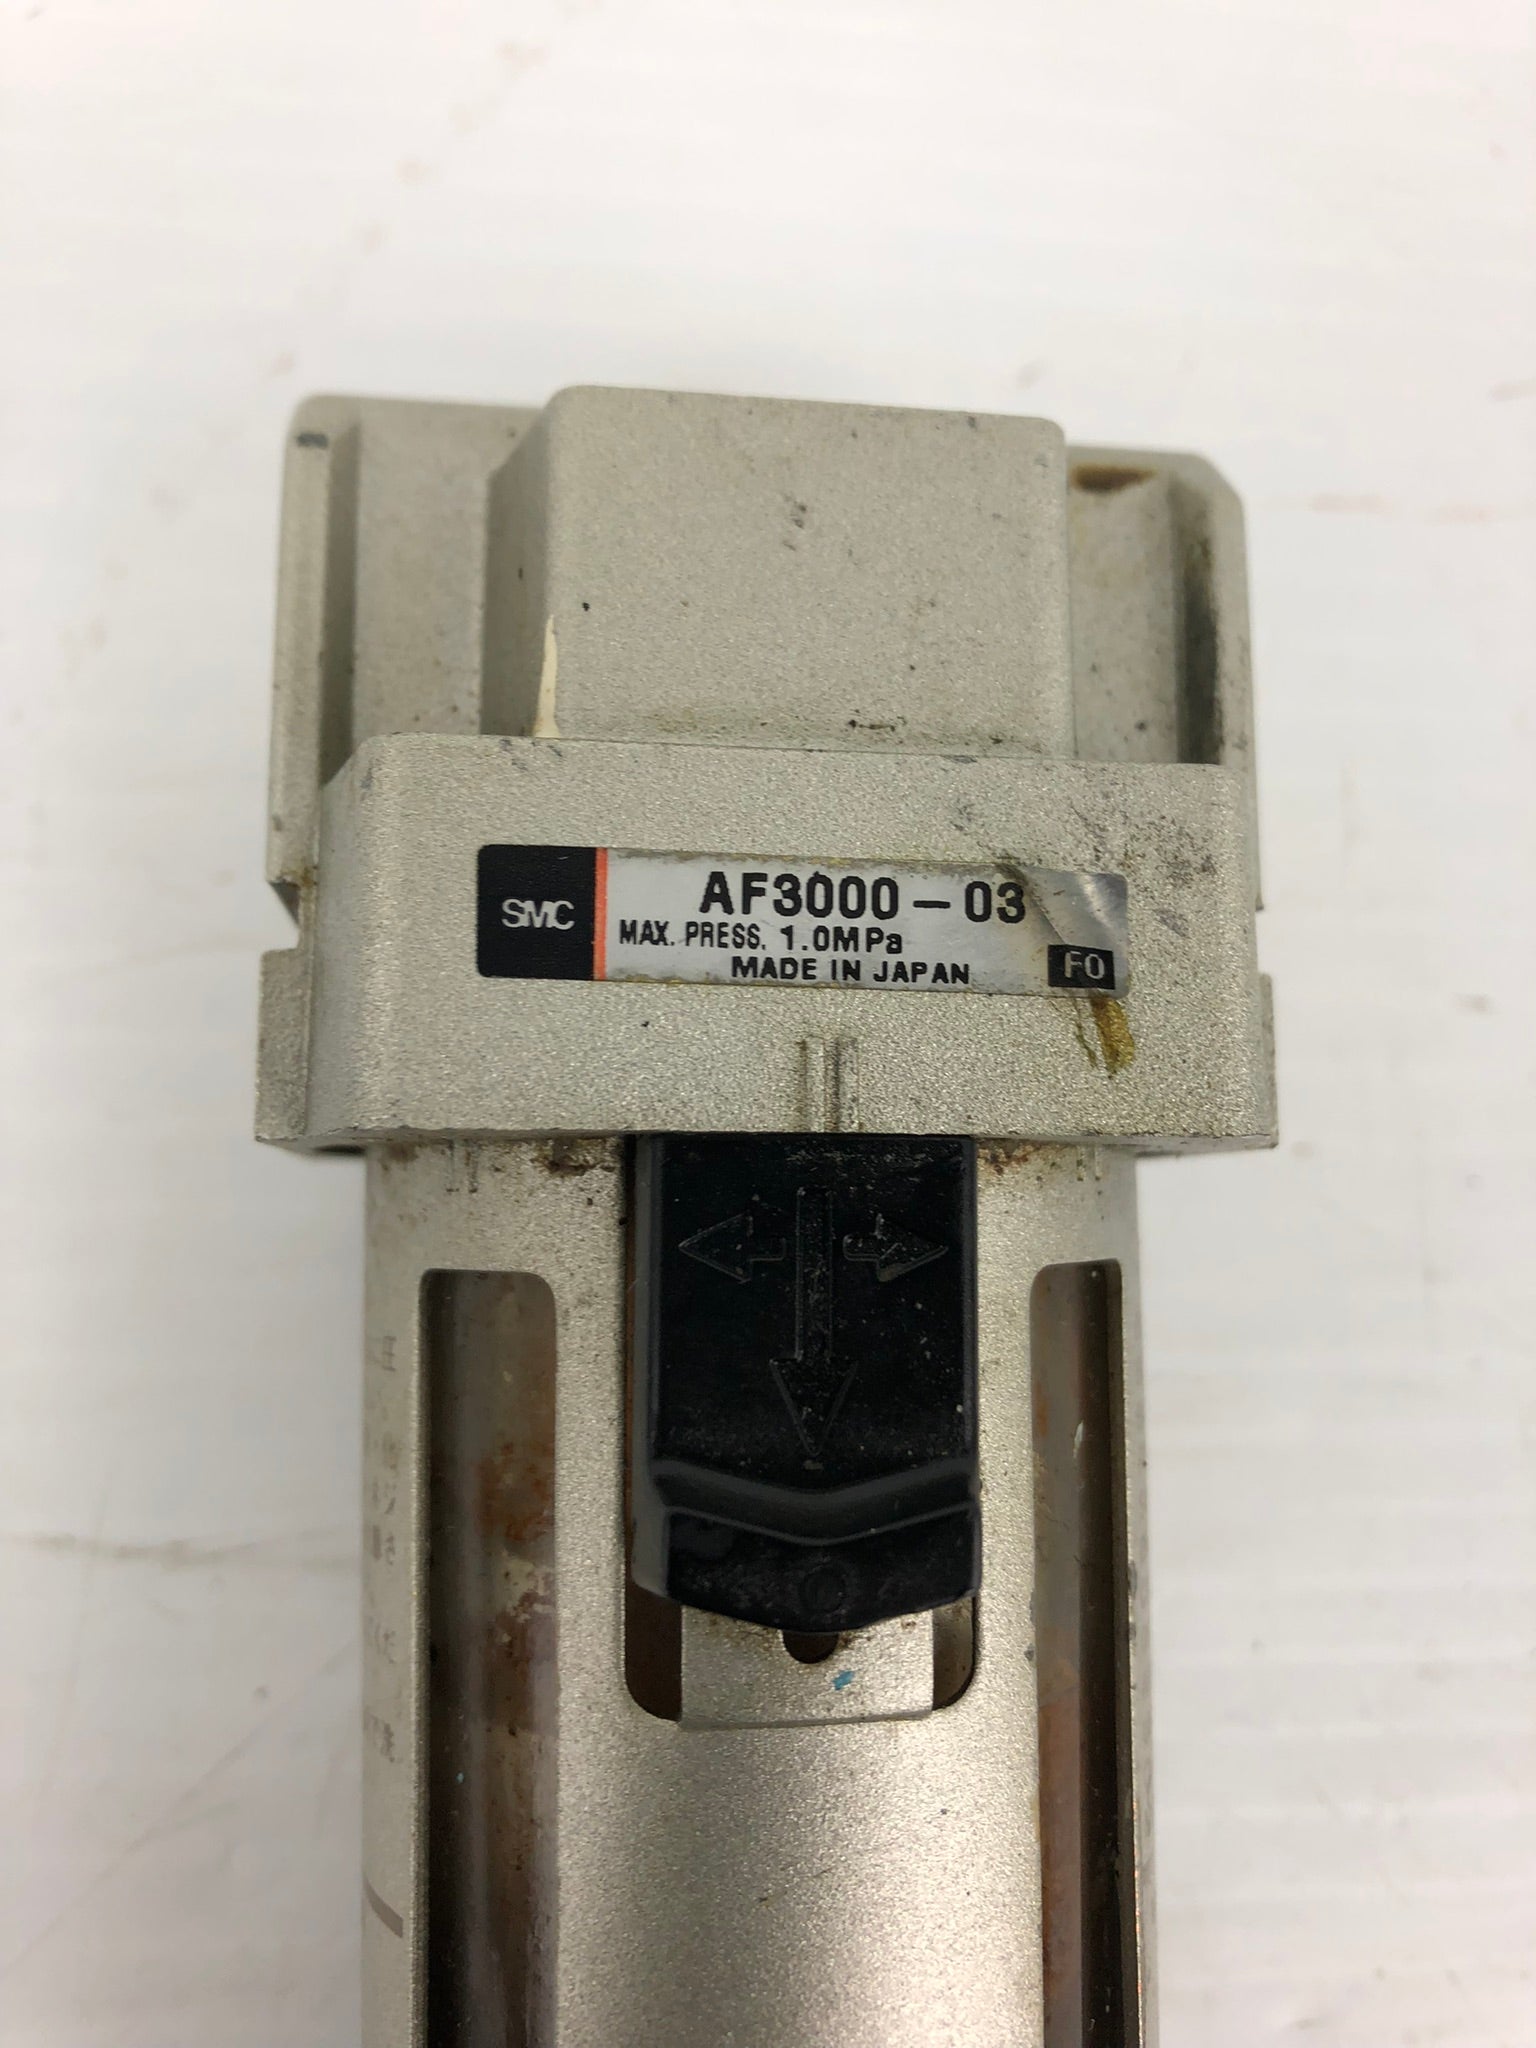 SMC
AF3000-03
MAX. PRESS. 1.0MPa
MADE IN JAPAN
FO